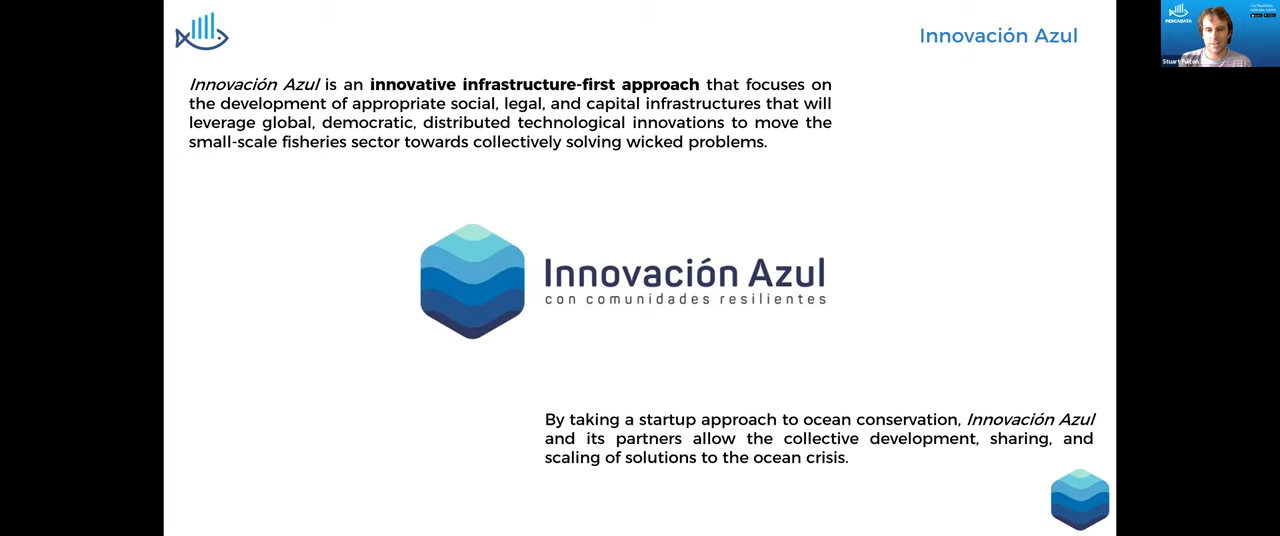 Innovación Azul
PESCADATA
Stuart Fulton
Innovación Azul is an innovative infrastructure-first approach that focuses on
the development of appropriate social, legal, and capital infrastructures that will
leverage global, democratic, distributed technological innovations to move the
small-scale fisheries sector towards collectively solving wicked problems.
Innovación Azul
con comunidades resilientes
By taking a startup approach to ocean conservation, Innovación Azul
and its partners allow the collective development, sharing, and
scaling of solutions to the ocean crisis.